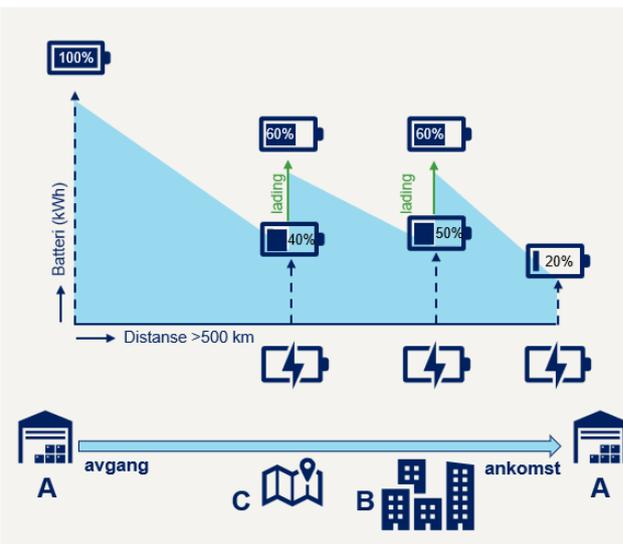 100%
60%
60%
lading
lading
40%
50%
20%
Batteri (kWh)
Distanse >500 km
avgang
ankomst
A
C
B
A